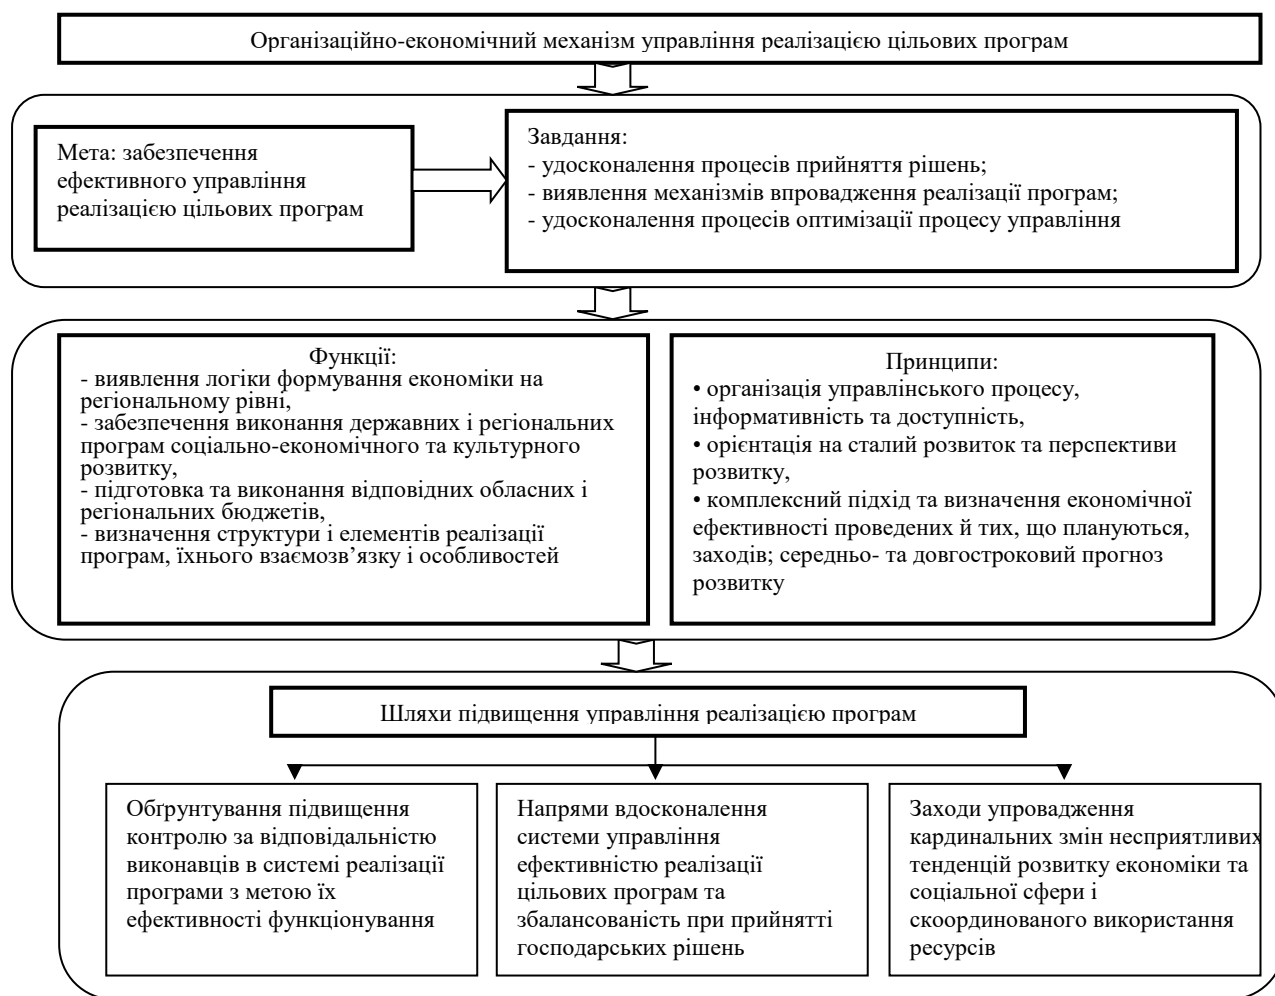 Організаційно-економічний механізм управління реалізацією цільових програм
Мета: забезпечення
ефективного управління
реалізацією цільових програм
Завдання:
- удосконалення процесів прийняття рішень;
- виявлення механізмів впровадження реалізації програм;
- удосконалення процесів оптимізації процесу управління
Функції:
- виявлення логіки формування економіки на
регіональному рівні,
- забезпечення виконання державних і регіональних
програм соціально-економічного та культурного
розвитку,
- підготовка та виконання відповідних обласних і
регіональних бюджетів,
- визначення структури і елементів реалізації
програм, їхнього взаємозв’язку і особливостей
Принципи:
• організація управлінського процесу,
інформативність та доступність,
• орієнтація на сталий розвиток та перспективи
розвитку,
• комплексний підхід та визначення економічної
ефективності проведених й тих, що плануються,
заходів; середньо- та довгостроковий прогноз
розвитку
Шляхи підвищення управління реалізацією програм
Обґрунтування підвищення
контролю за відповідальністю
виконавців в системі реалізації
програми з метою їх
ефективності функціонування
Напрями вдосконалення
системи управління
ефективністю реалізації
цільових програм та
збалансованість при прийнятті
господарських рішень
Заходи упровадження
кардинальних змін несприятливих
тенденцій розвитку економіки та
соціальної сфери і
скоординованого використання
ресурсів